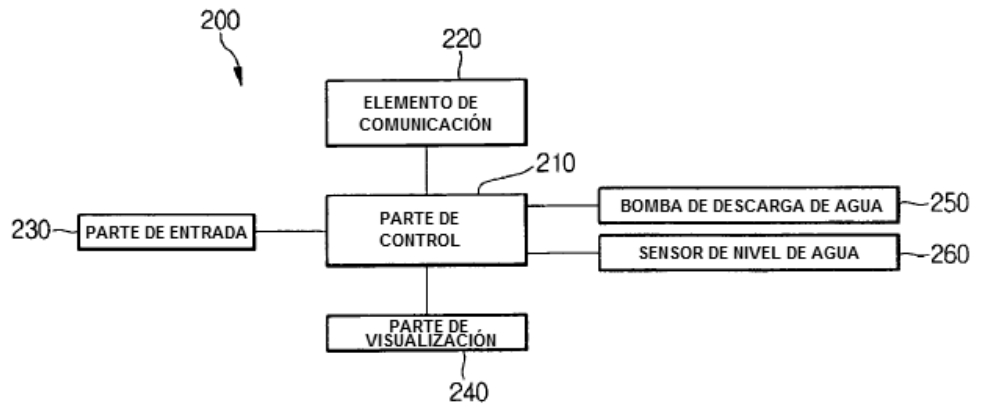 200
220
ELEMENTO DE
COMUNICACIÓN
210
230
PARTE DE ENTRADA
PARTE DE
CONTROL
BOMBA DE DESCARGA DE AGUA
250
SENSOR DE NIVEL DE AGUA
260
PARTE DE
VISUALIZACIÓN
240